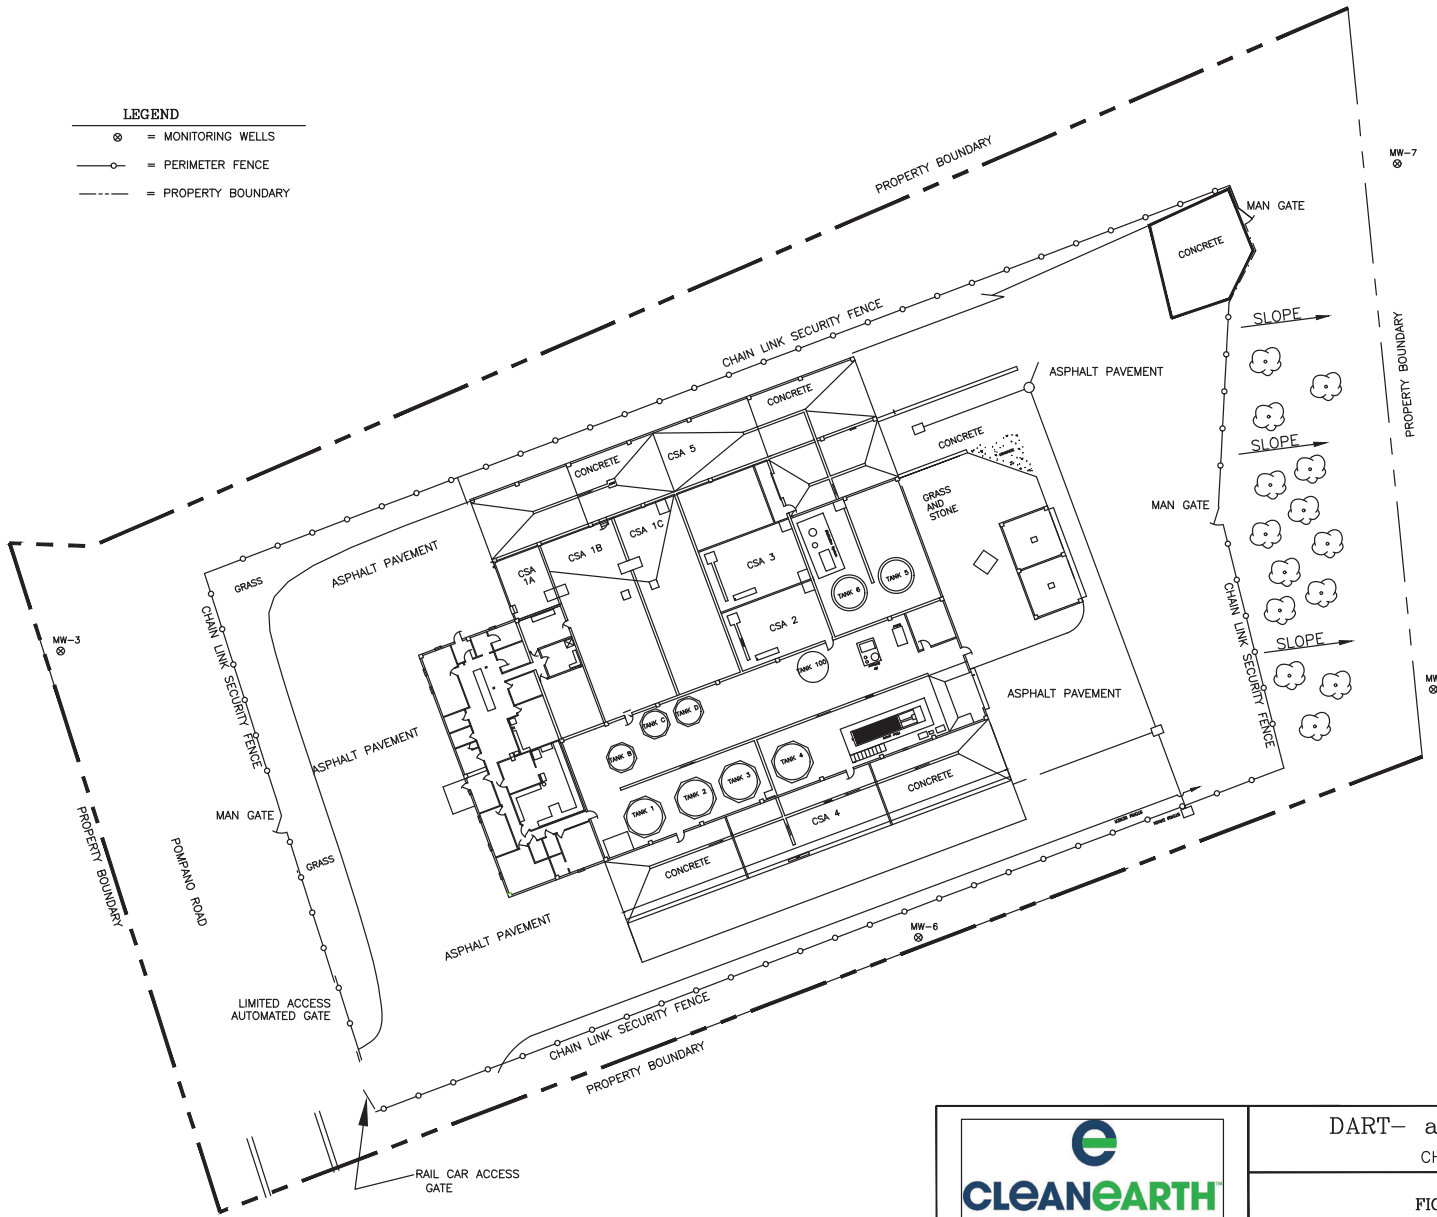 LEGEND
= MONITORING WELLS
= PERIMETER FENCE
= PROPERTY BOUNDARY
PROPERTY BOUNDARY
MW-7
MAN GATE
CONCRETE
SLOPE
CHAIN LINK SECURITY FENCE
PROPERTY BOUNDARY
ASPHALT PAVEMENT
CONCRETE
CONCRETE
SLOPE
CSA 5
CONCRETE
GRASS
AND
STONE
MAN GATE
CSA 1C
CSA 1B
CSA 3
ASPHALT PAVEMENT
GRASS
CSA
1A
TANK 5
TANK 6
CHAIN LINK SECURITY FENCE
CHAIN LINK SECURITY FENCE
MW-3
CSA 2
SLOPE
TANK 100
ASPHALT PAVEMENT
MW
TANK D
TANK C
ASPHALT PAVEMENT
TANK B
TANK 4
TANK 3
TANK 2
TANK 1
CONCRETE
CSA 4
MAN GATE
PROPERTY BOUNDARY
POMPANO ROAD
GRASS
CONCRETE
ASPHALT PAVEMENT
MW-6
LIMITED ACCESS
AUTOMATED GATE
CHAIN LINK SECURITY FENCE
PROPERTY BOUNDARY
RAIL CAR ACCESS
GATE
DART- a
CH
FIG
CLEANEARTH